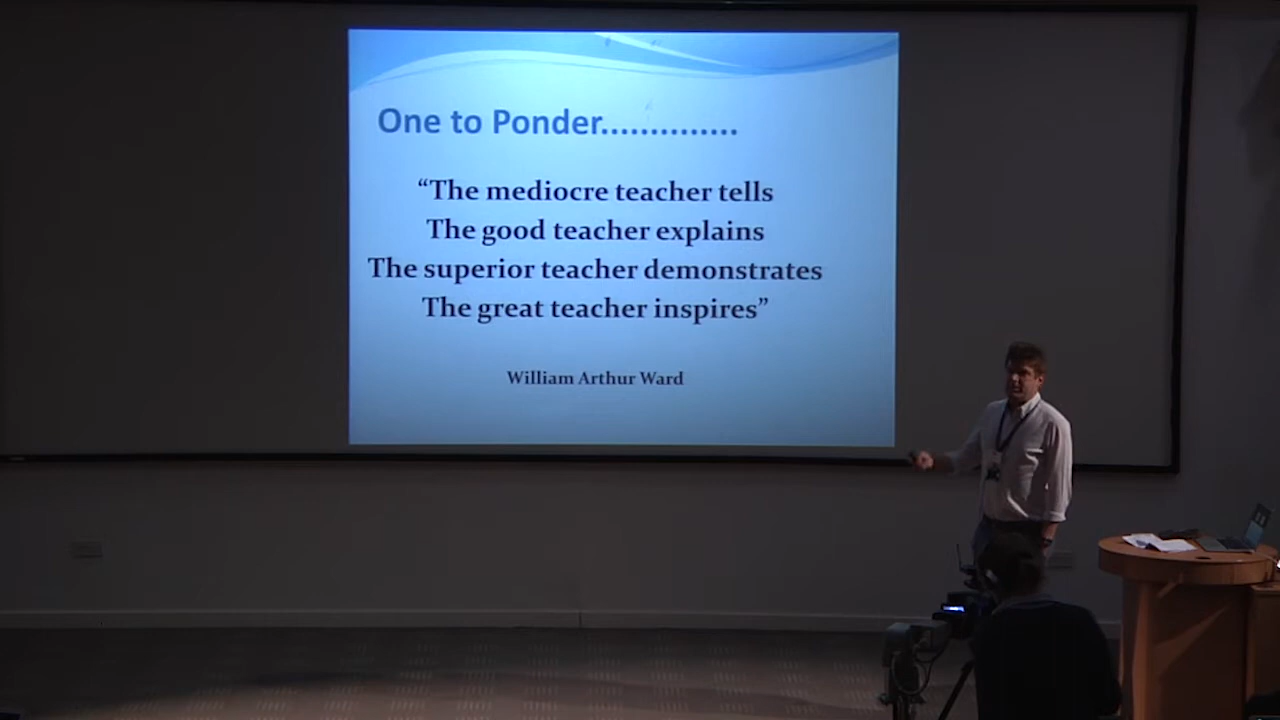 One to Ponder..............
“The mediocre teacher tells
The good teacher explains
The superior teacher demonstrates
The great teacher inspires”
William Arthur Ward